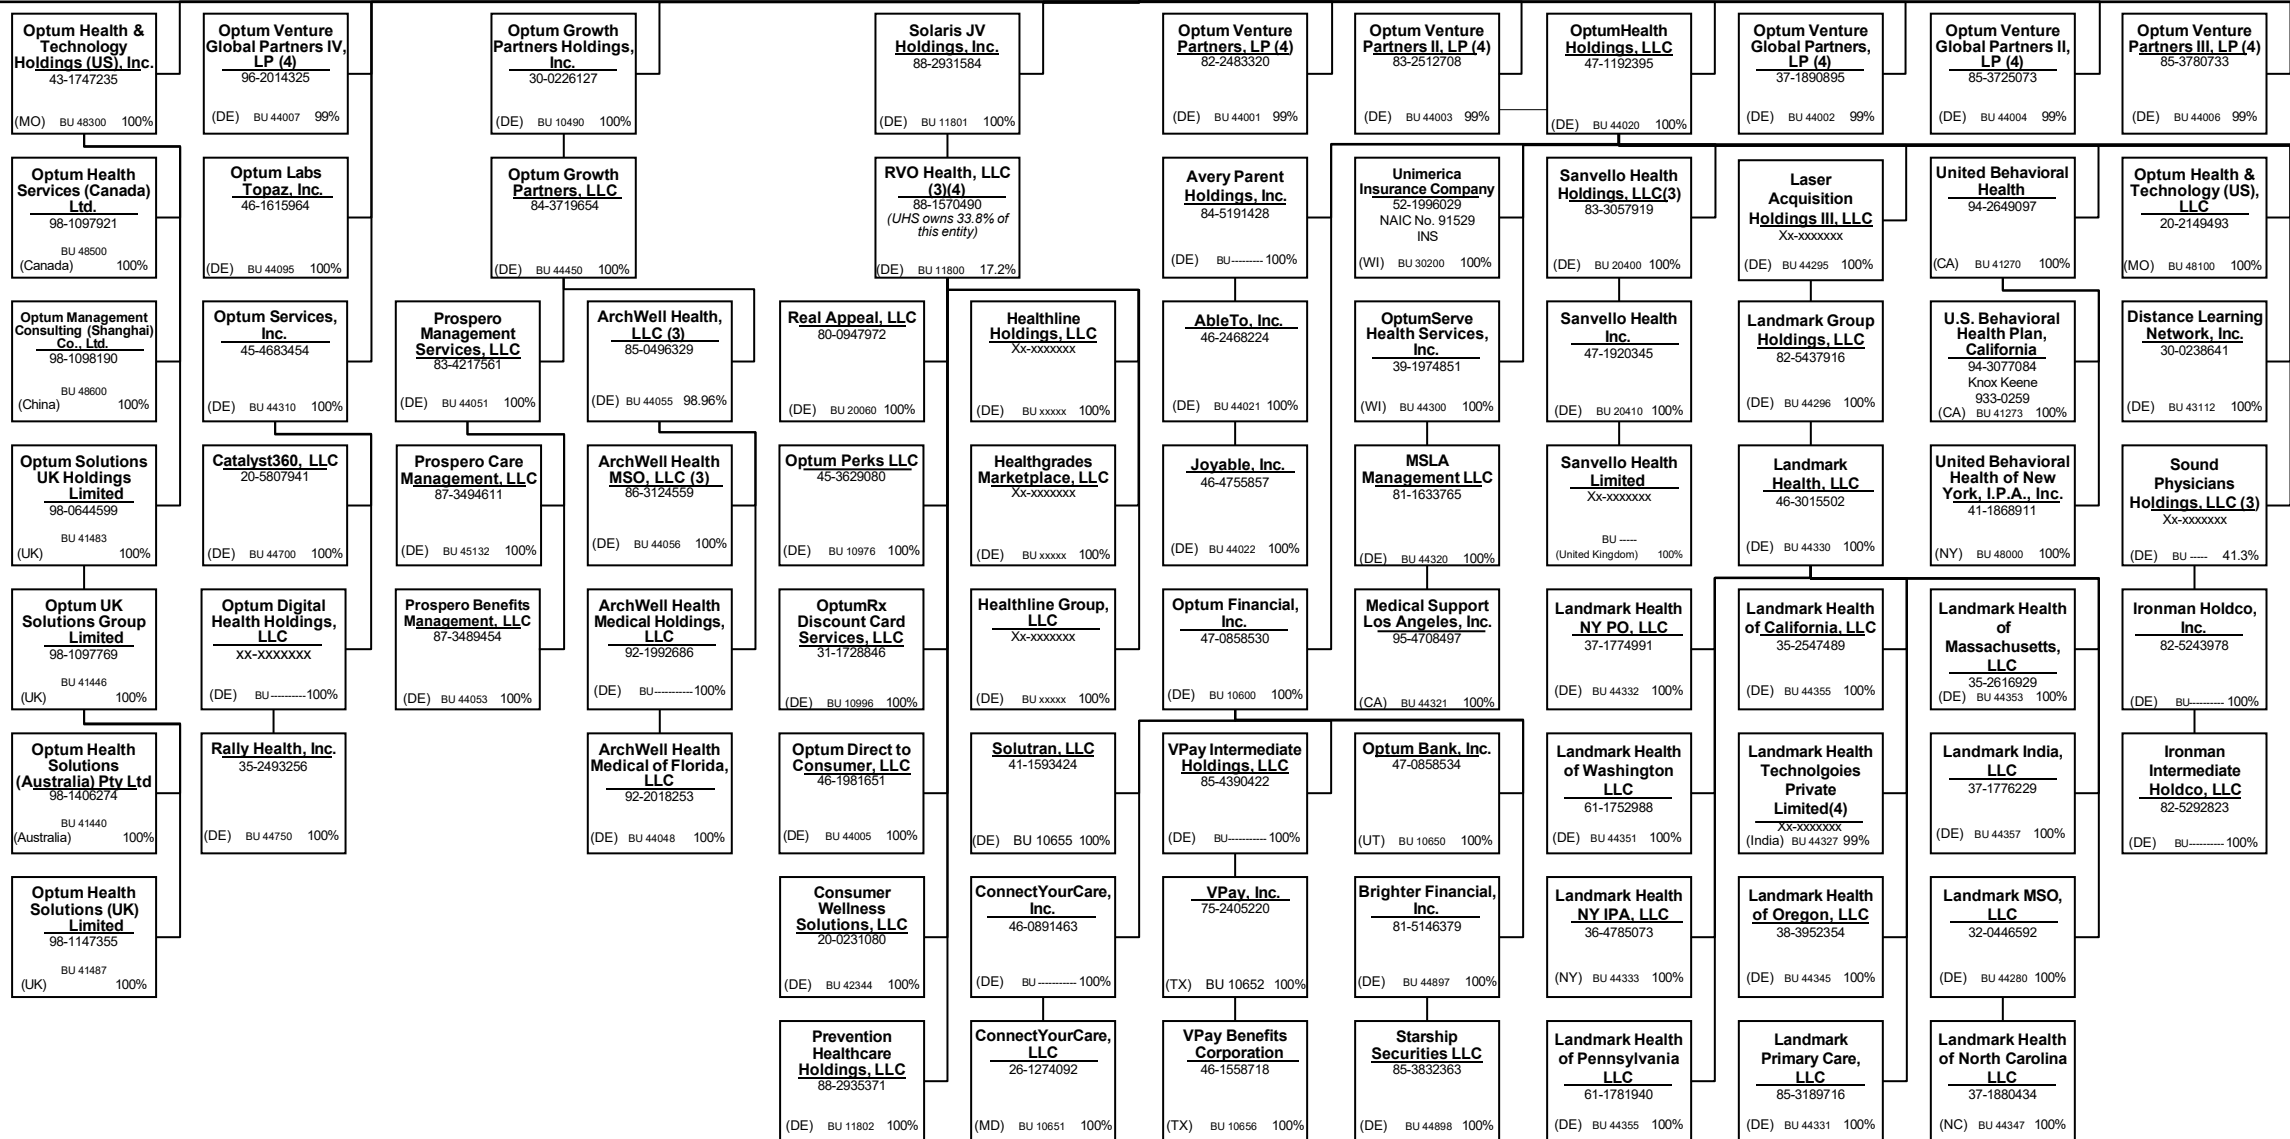 Optum Health &
Technology
Holdings (US), Inc.
43-1747235
(MO) BU 48300 100%
Optum Venture
Global Partners IV,
LP (4)
96-2014325
(DE) BU 44007 99%
Optum Growth
Partners Holdings,
Inc.
30-0226127
(DE) BU 10490 100%
Solaris JV
Holdings, Inc.
88-2931584
(DE) BU 11801 100%
Optum Venture
Partners, LP (4)
82-2483320
(DE) BU 44001 99%
Optum Venture
Partners II, LP (4)
83-2512708
(DE) BU 44003 99%
OptumHealth
Holdings, LLC
47-1192395
(DE) BU 44020 100%
Optum Venture
Global Partners,
LP (4)
37-1890895
(DE) BU 44002 99%
Optum Venture
Global Partners II,
LP (4)
85-3725073
(DE) BU 44004 99%
Optum Venture
Partners III, LP (4)
85-3780733
(DE) BU 44006 99%
Optum Health
Services (Canada)
Ltd.
98-1097921
BU 48500
(Canada) 100%
Optum Labs
Topaz, Inc.
46-1615964
(DE) BU 44095 100%
Optum Growth
Partners, LLC
84-3719654
(DE) BU 44450 100%
RVO Health, LLC
(3)(4)
88-1570490
(UHS owns 33.8% of
this entity)
(DE) BU 11800 17.2%
Avery Parent
Holdings, Inc.
84-5191428
(DE) BU--------- 100%
Unimerica
Insurance Company
52-1996029
NAIC No. 91529
INS
(WI) BU 30200 100%
Sanvello Health
Holdings, LLC(3)
83-3057919
(DE) BU 20400 100%
Laser
Acquisition
Holdings III, LLC
Xx-xxxxxxx
(DE) BU 44295 100%
United Behavioral
Health
94-2649097
(CA) BU 41270 100%
Optum Health &
Technology (US),
LLC
20-2149493
(MO) BU 48100 100%
Optum Management
Consulting (Shanghai)
Co., Ltd.
98-1098190
BU 48600
(China) 100%
Optum Services,
Inc.
45-4683454
(DE) BU 44310 100%
Prospero
Management
Services, LLC
83-4217561
(DE) BU 44051 100%
ArchWell Health,
LLC (3)
85-0496329
(DE) BU 44055 98.96%
Real Appeal, LLC
80-0947972
(DE) BU 20060 100%
Healthline
Holdings, LLC
Xx-xxxxxxx
(DE) BU xxxxx 100%
AbleTo, Inc.
46-2468224
(DE) BU 44021 100%
OptumServe
Health Services,
Inc.
39-1974851
(WI) BU 44300 100%
Sanvello Health
Inc.
47-1920345
(DE) BU 20410 100%
Landmark Group
Holdings, LLC
82-5437916
(DE) BU 44296 100%
U.S. Behavioral
Health Plan,
California
94-3077084
Knox Keene
933-0259
(CA) BU 41273 100%
Distance Learning
Network, Inc.
30-0238641
(DE) BU 43112 100%
Optum Solutions
UK Holdings
Limited
98-0644599
BU 41483
(UK) 100%
Catalyst360, LLC
20-5807941
(DE) BU 44700 100%
Prospero Care
Management, LLC
87-3494611
(DE) BU 45132 100%
ArchWell Health
MSO, LLC (3)
86-3124559
(DE) BU 44056 100%
Optum Perks LLC
45-3629080
(DE) BU 10976 100%
Healthgrades
Marketplace, LLC
Xx-xxxxxxx
(DE) BU xxxxx 100%
Joyable, Inc.
46-4755857
(DE) BU 44022 100%
MSLA
Management LLC
81-1633765
(DE) BU 44320 100%
Sanvello Health
Limited
Xx-xxxxxxx
BU -----
(United Kingdom) 100%
Landmark
Health, LLC
46-3015502
(DE) BU 44330 100%
United Behavioral
Health of New
York, I.P.A., Inc.
41-1868911
(NY) BU 48000 100%
Sound
Physicians
Holdings, LLC (3)
Xx-xxxxxxx
(DE) BU ----- 41.3%
Optum UK
Solutions Group
Limited
98-1097769
BU 41446
(UK) 100%
Optum Digital
Health Holdings,
LLC
xx-xxxxxxx
(DE) BU----------100%
Prospero Benefits
Management, LLC
87-3489454
(DE) BU 44053 100%
ArchWell Health
Medical Holdings,
LLC
92-1992686
(DE) BU-----------100%
OptumRx
Discount Card
Services, LLC
31-1728846
(DE) BU 10996 100%
Healthline Group,
LLC
Xx-xxxxxxx
(DE) BU xxxxx 100%
Optum Financial,
Inc.
47-0858530
(DE) BU 10600 100%
Medical Support
Los Angeles, Inc.
95-4708497
(CA) BU 44321 100%
Landmark Health
NY PO, LLC
37-1774991
(DE) BU 44332 100%
Landmark Health
of California, LLC
35-2547489
(DE) BU 44355 100%
Landmark Health
of
Massachusetts,
LLC
35-2616929
(DE) BU 44353 100%
Ironman Holdco,
Inc.
82-5243978
(DE) BU---------- 100%
Optum Health
Solutions
(Australia) Pty Ltd
98-1406274
BU 41440
(Australia) 100%
Rally Health, Inc.
35-2493256
(DE) BU 44750 100%
ArchWell Health
Medical of Florida,
LLC
92-2018253
(DE) BU 44048 100%
Optum Direct to
Consumer, LLC
46-1981651
(DE) BU 44005 100%
Solutran, LLC
41-1593424
(DE) BU 10655 100%
VPay Intermediate
Holdings, LLC
85-4390422
(DE) BU----------- 100%
Optum Bank, Inc.
47-0858534
(UT) BU 10650 100%
Landmark Health
of Washington
LLC
61-1752988
(DE) BU 44351 100%
Landmark Health
Technolgoies
Private
Limited(4)
Xx-xxxxxxx
(India) BU 44327 99%
Landmark India,
LLC
37-1776229
(DE) BU 44357 100%
Ironman
Intermediate
Holdco, LLC
82-5292823
(DE) BU---------- 100%
Optum Health
Solutions (UK)
Limited
98-1147355
BU 41487
(UK) 100%
Consumer
Wellness
Solutions, LLC
20-0231080
(DE) BU 42344 100%
ConnectYourCare,
Inc.
46-0891463
(DE) BU ----------- 100%
VPay, Inc.
75-2405220
(TX) BU 10652 100%
Brighter Financial,
Inc.
81-5146379
(DE) BU 44897 100%
Landmark Health
NY IPA, LLC
36-4785073
(NY) BU 44333 100%
Landmark Health
of Oregon, LLC
38-3952354
(DE) BU 44345 100%
Landmark MSO,
LLC
32-0446592
(DE) BU 44280 100%
Prevention
Healthcare
Holdings, LLC
88-2935371
(DE) BU 11802 100%
ConnectYourCare,
LLC
26-1274092
(MD) BU 10651 100%
VPay Benefits
Corporation
46-1558718
(TX) BU 10656 100%
Starship
Securities LLC
85-3832363
(DE) BU 44898 100%
Landmark Health
of Pennsylvania
LLC
61-1781940
(DE) BU 44355 100%
Landmark
Primary Care,
LLC
85-3189716
(DE) BU 44331 100%
Landmark Health
of North Carolina
LLC
37-1880434
(NC) BU 44347 100%